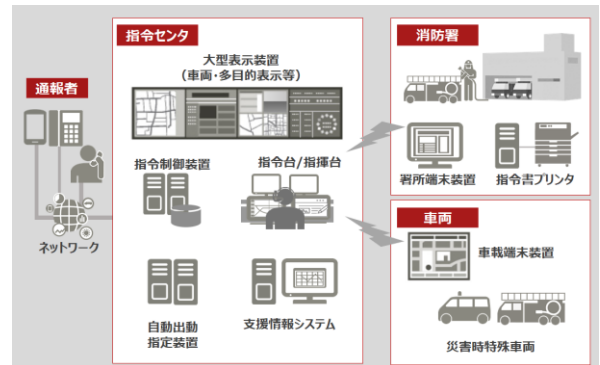 通報者
ネットワーク
指令センタ
大型表示装置
（車両・多目的表示等）
指令制御装置
指令台/指揮台
自動出動
指定装置
支援情報システム
消防署
署所端末装置
指令書プリンタ
車両
車載端末装置
災害時特殊車両